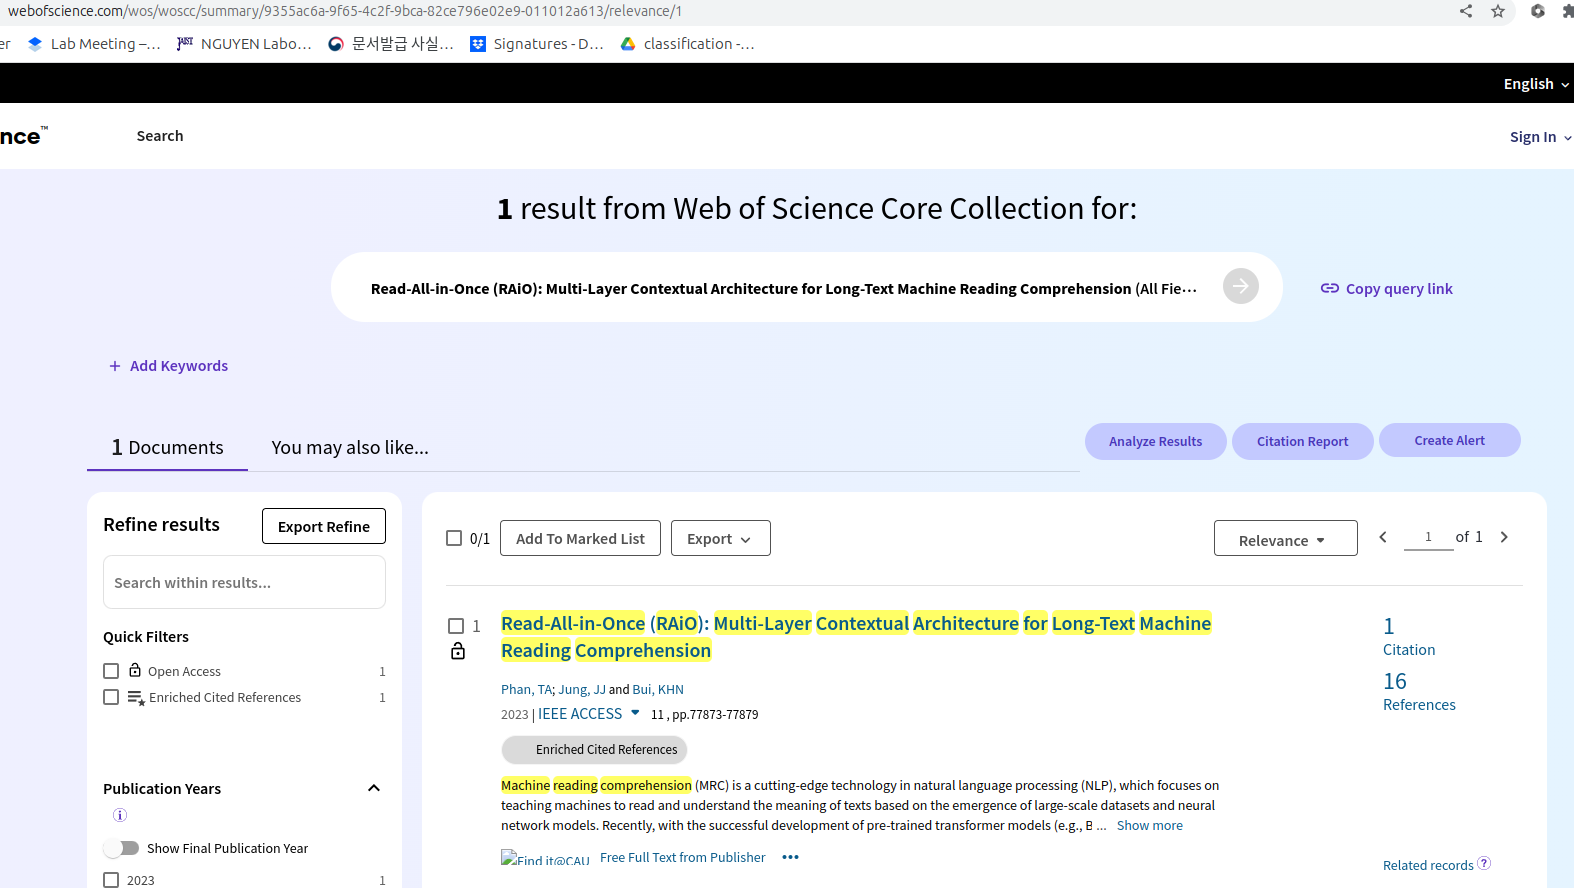 webofscience.com/wos/woscc/summary/9355ac6a-9f65-4c2f-9bca-82ce796e02e9-011012a613/relevance/1
er Lab Meeting –... JAIST NGUYEN Labo... 문서발급 사실... Signatures - D... classification -...
English
nce™ Search Sign In
1 result from Web of Science Core Collection for:
Read-All-in-Once (RAiO): Multi-Layer Contextual Architecture for Long-Text Machine Reading Comprehension (All Fie...
Copy query link
+ Add Keywords
1 Documents You may also like... Analyze Results Citation Report Create Alert
Refine results Export Refine
Search within results...
Quick Filters
Open Access 1
Enriched Cited References 1
Publication Years
Show Final Publication Year
2023 1
0/1 Add To Marked List Export Relevance 1 of 1
1 Read-All-in-Once (RAiO): Multi-Layer Contextual Architecture for Long-Text Machine
Reading Comprehension
Phan, TA; Jung, JJ and Bui, KHN
2023 | IEEE ACCESS 11 , pp.77873-77879
Enriched Cited References
Machine reading comprehension (MRC) is a cutting-edge technology in natural language processing (NLP), which focuses on
teaching machines to read and understand the meaning of texts based on the emergence of large-scale datasets and neural
network models. Recently, with the successful development of pre-trained transformer models (e.g., B ... Show more
Find it@CAU Free Full Text from Publisher •••
1
Citation
16
References
Related records ?